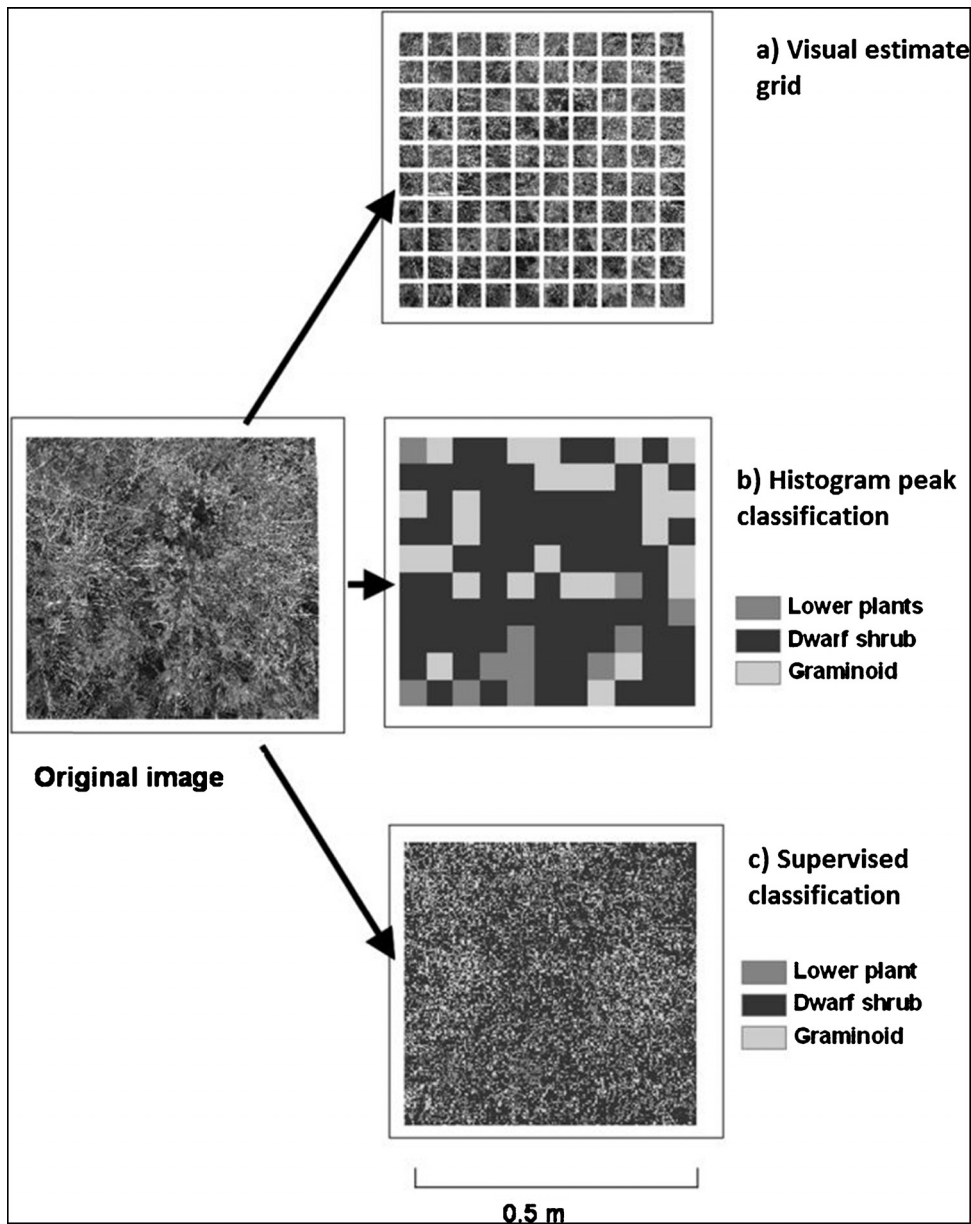 a) Visual estimate
grid
Original image
b) Histogram peak
classification
Lower plants
Dwarf shrub
Graminoid
c) Supervised
classification
Lower plant
Dwarf shrub
Graminoid
0.5 m